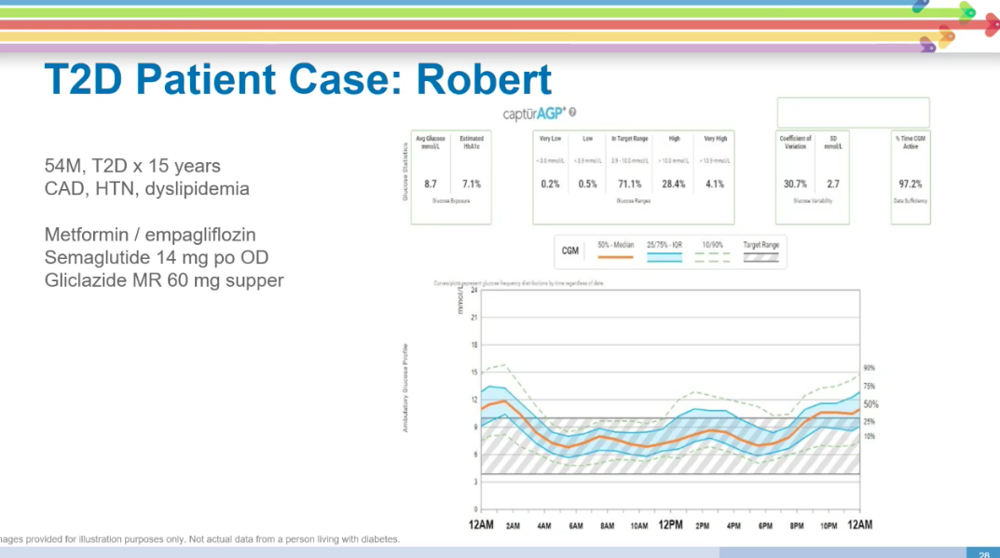 T2D Patient Case: Robert
54M, T2D x 15 years
CAD, HTN, dyslipidemia
Metformin / empagliflozin
Semaglutide 14 mg po OD
Gliclazide MR 60 mg supper
captürAGP*
Glucose Statistics
Avg Glucose mmol/L
8.7
Estimated HbA1c
7.1%
Glucose Exposure
Very Low
<3.0 mmol/L
0.2%
Low
<3.9 mmol/L
0.5%
In Target Range
3.9 - 10.0 mmol/L
71.1%
High
>10.0 mmol/L
28.4%
Very High
>13.9 mmol/L
4.1%
Glucose Ranges
Coefficient of Variation
30.7%
SD mmol/L
2.7
Glucose Variability
% Time CGM Active
97.2%
Data Sufficiency
CGM
50% - Median
25/75% - IQR
10/90%
Target Range
Curves/plots represent glucose frequency distributions by time regardless of date.
Ambulatory Glucose Profile
mmol/L
24
21
18
15
12
9
6
3
0
90%
75%
50%
25%
10%
12AM 2AM 4AM 6AM 8AM 10AM 12PM 2PM 4PM 6PM 8PM 10PM 12AM
mages provided for illustration purposes only. Not actual data from a person living with diabetes.
28